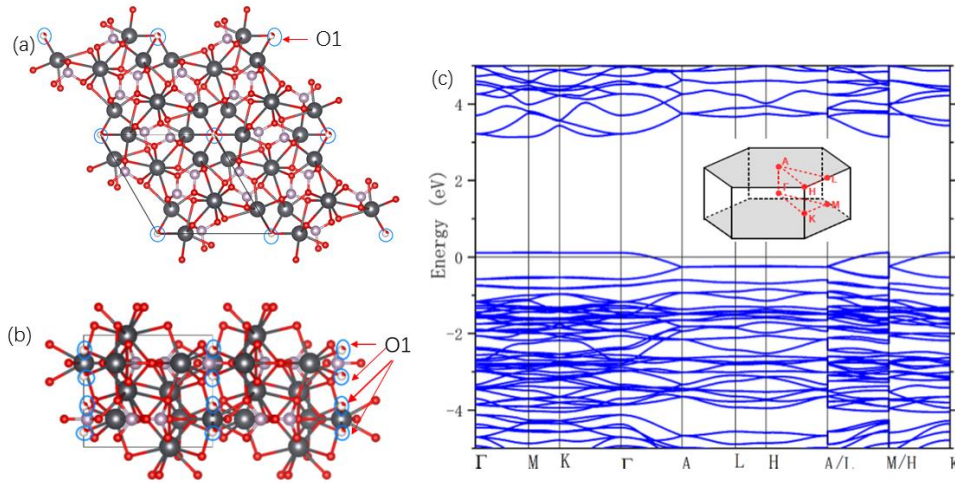 (a)
O1
(b)
O1
(c)
Energy (eV)
4
2
0
-2
-4
A
L
H
Γ
M
K
Γ M K Γ A L H A/L M/H K